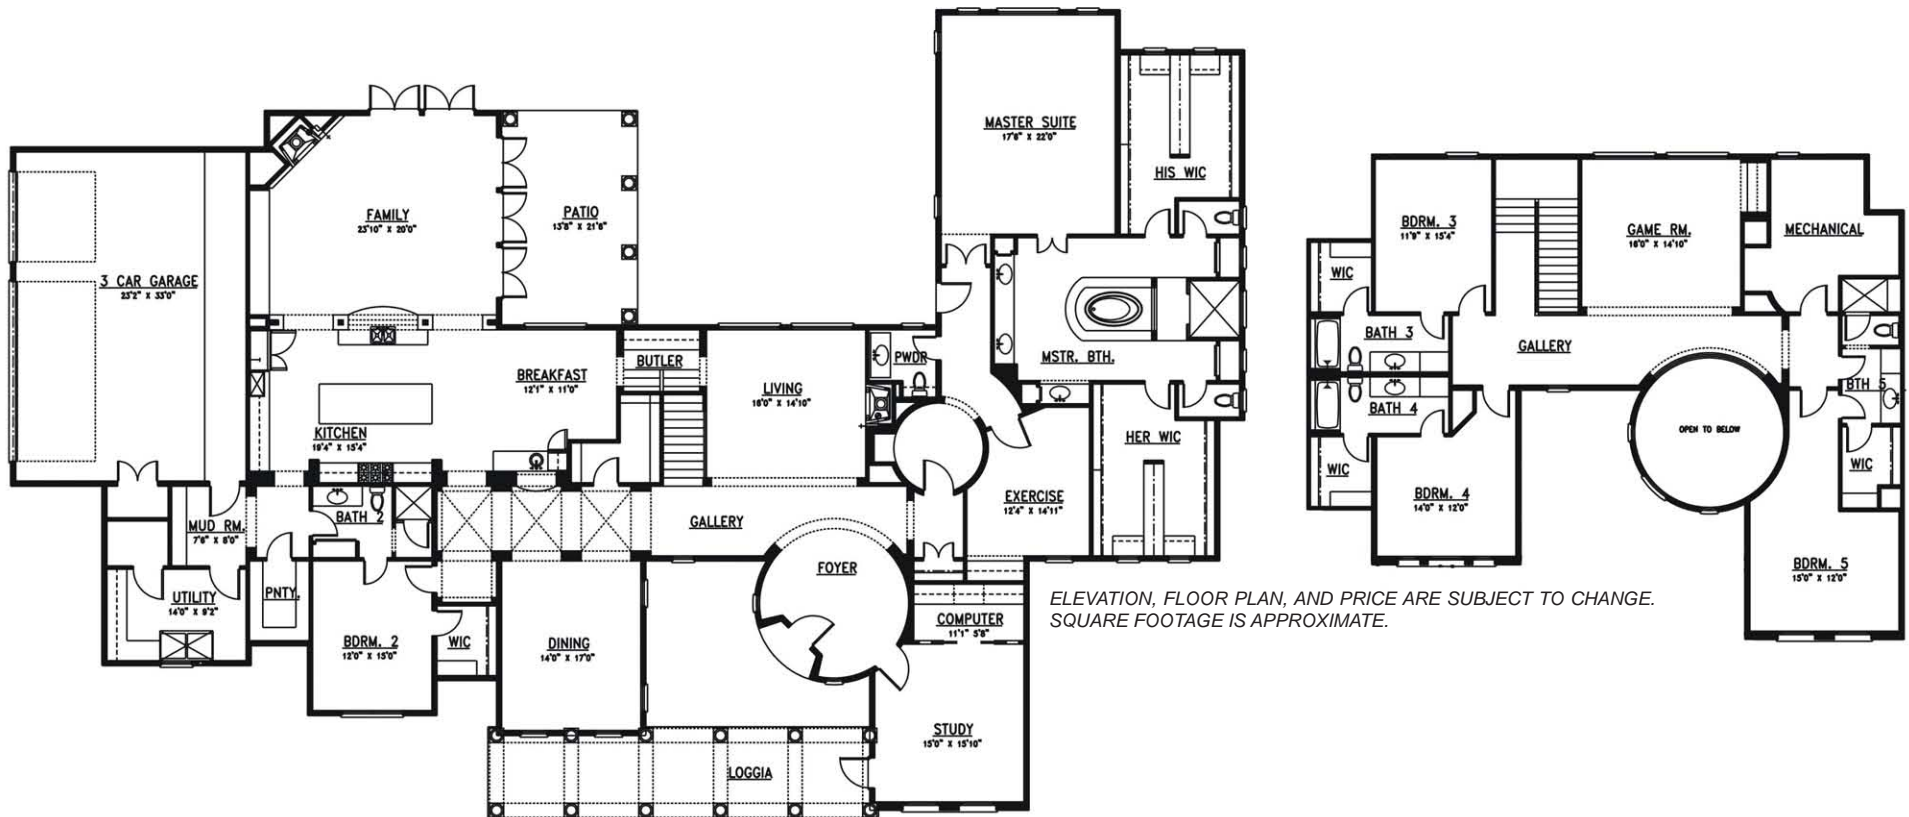 MASTER SUITE
17'6" X 22'0"
HIS WIC
FAMILY
23'10" X 20'0"
PATIO
13'8" X 21'6"
3 CAR GARAGE
23'2" X 33'0"
BUTLER
PWDR
MSTR. BTH.
BREAKFAST
12'1" X 11'0"
LIVING
16'0" X 14'10"
KITCHEN
19'4" X 15'4"
HER WIC
EXERCISE
12'4" X 14'11"
MUD RM.
7'6" X 8'0"
BATH 2
GALLERY
FOYER
UTILITY
14'0" X 9'2"
PNTY.
BDRM. 2
12'0" X 15'0"
WIC
DINING
14'0" X 17'0"
COMPUTER
11'1" 5'8"
STUDY
15'0" X 15'10"
LOGGIA
BDRM. 3
11'9" X 15'4"
GAME RM.
16'0" X 14'10"
MECHANICAL
WIC
BATH 3
GALLERY
BATH 4
BTH 5
OPEN TO BELOW
WIC
WIC
BDRM. 4
14'0" X 12'0"
BDRM. 5
15'0" X 12'0"
ELEVATION, FLOOR PLAN, AND PRICE ARE SUBJECT TO CHANGE.
SQUARE FOOTAGE IS APPROXIMATE.